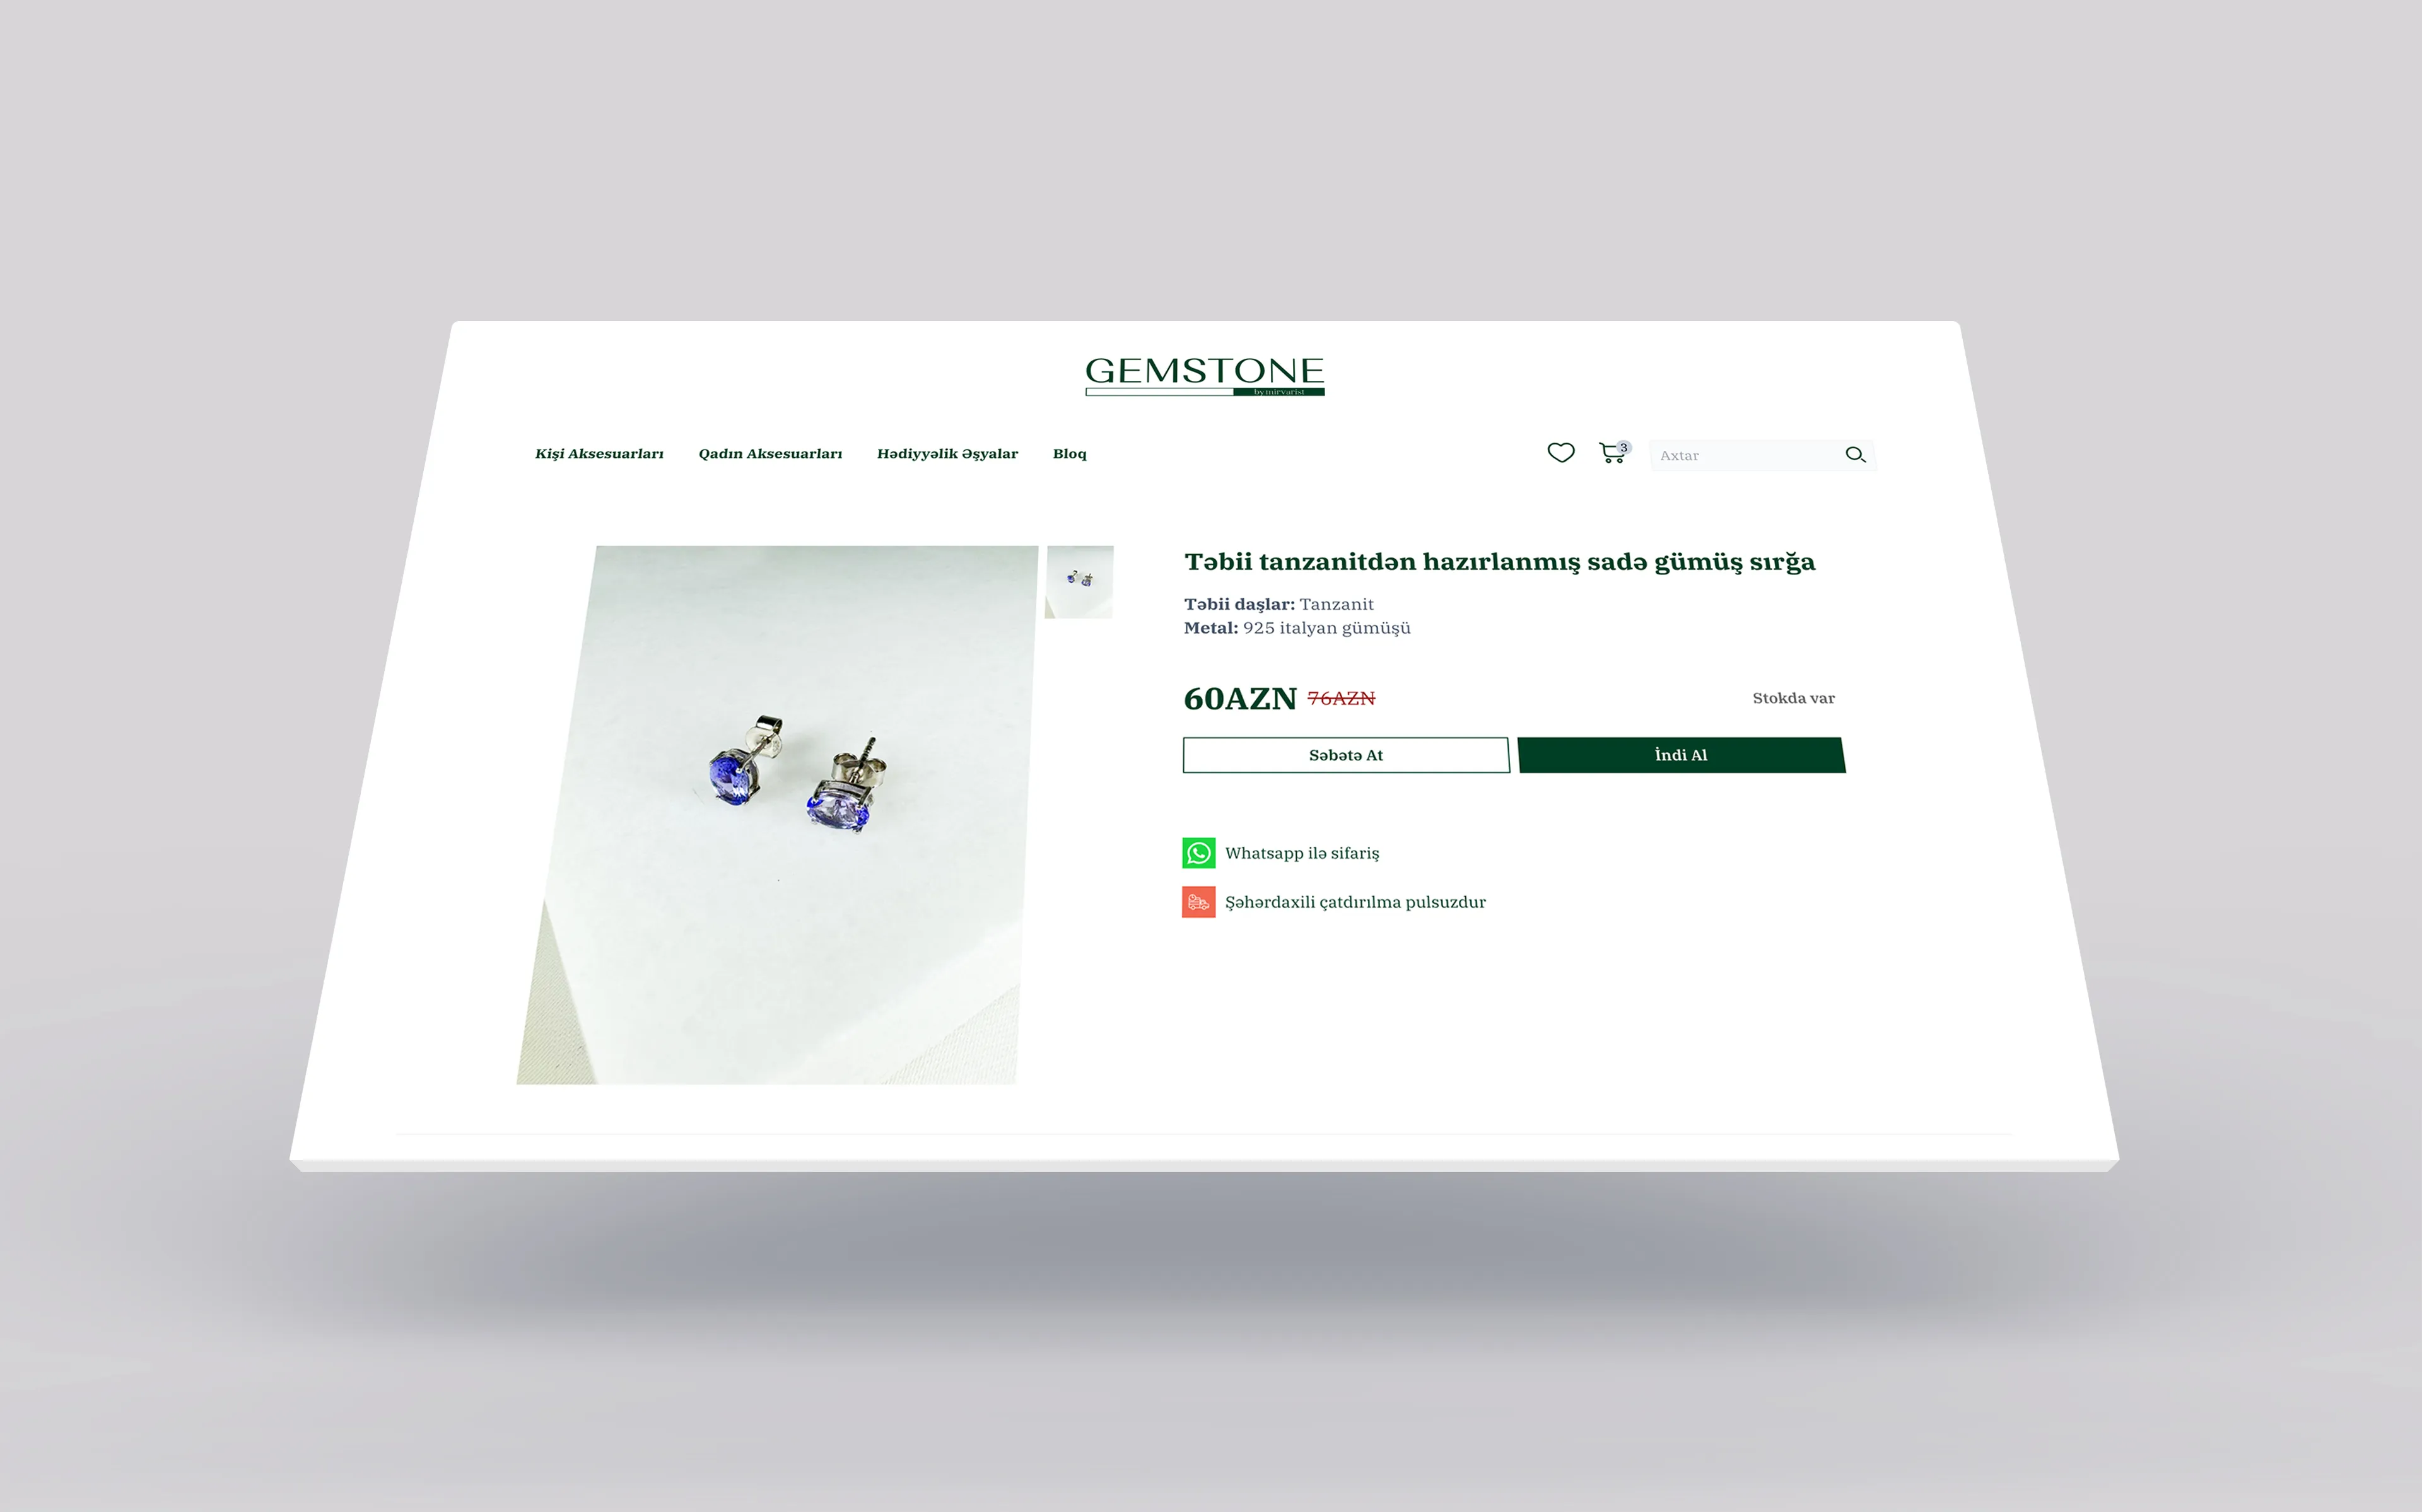 GEMSTONE
by mirvarist
Kişi Aksesuarları Qadın Aksesuarları Hədiyyəlik Əşyalar Bloq
3
Axtar
Təbii tanzanitdən hazırlanmış sadə gümüş sırğa
Təbii daşlar: Tanzanit
Metal: 925 italyan gümüşü
60AZN 76AZN
Stokda var
Səbətə At
İndi Al
Whatsapp ilə sifariş
Şəhərdaxili çatdırılma pulsuzdur